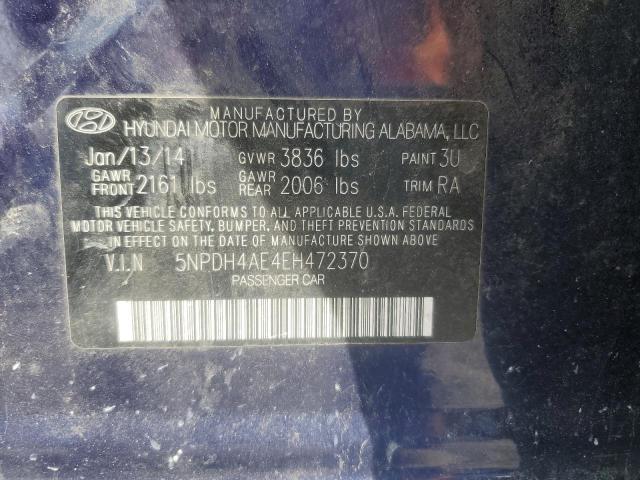 MANUFACTURED BY
HYUNDAI MOTOR MANUFACTURING ALABAMA, LLC
Jan/13/14 GVWR 3836 lbs PAINT 3U
GAWR FRONT 2161 lbs GAWR REAR 2006 lbs TRIM RA
THIS VEHICLE CONFORMS TO ALL APPLICABLE U.S.A. FEDERAL
MOTOR VEHICLE SAFETY, BUMPER, AND THEFT PREVENTION STANDARDS
IN EFFECT ON THE DATE OF MANUFACTURE SHOWN ABOVE
V.I.N 5NPDH4AE4EH472370
PASSENGER CAR